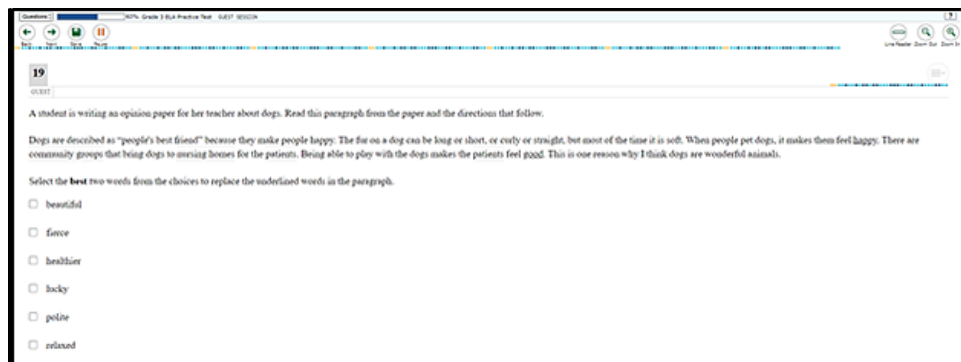 Questions
40% Grade 3 ELA Practice Test GUEST SESSION
?
Back Next Save Pause
Line Reader Zoom Out Zoom In
19
GUEST
A student is writing an opinion paper for her teacher about dogs. Read this paragraph from the paper and the directions that follow.
Dogs are described as "people's best friend" because they make people happy. The fur on a dog can be long or short, or curly or straight, but most of the time it is soft. When people pet dogs, it makes them feel happy. There are
community groups that bring dogs to nursing homes for the patients. Being able to play with the dogs makes the patients feel good. This is one reason why I think dogs are wonderful animals.
Select the best two words from the choices to replace the underlined words in the paragraph.
beautiful
fierce
healthier
lucky
polite
relaxed